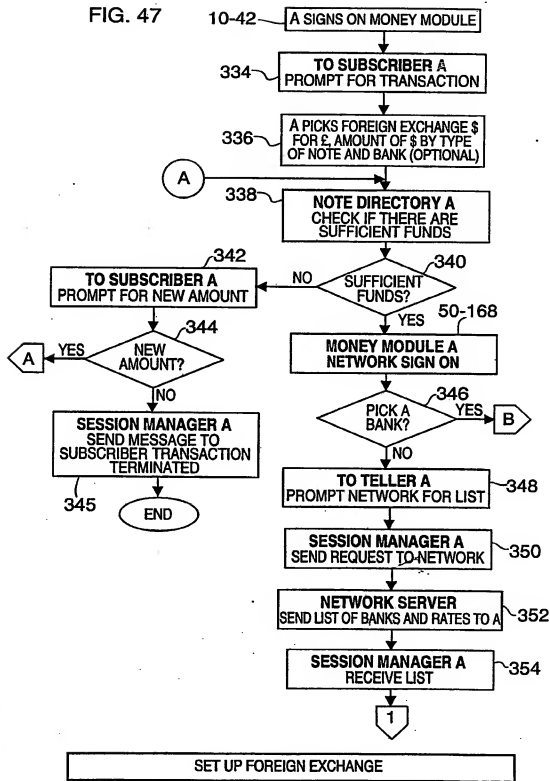 FIG. 47
10-42
A SIGNS ON MONEY MODULE
334
TO SUBSCRIBER A
PROMPT FOR TRANSACTION
336
A PICKS FOREIGN EXCHANGE $
FOR £, AMOUNT OF $ BY TYPE
OF NOTE AND BANK (OPTIONAL)
A
338
NOTE DIRECTORY A
CHECK IF THERE ARE
SUFFICIENT FUNDS
340
SUFFICIENT
FUNDS?
NO
YES
342
TO SUBSCRIBER A
PROMPT FOR NEW AMOUNT
344
NEW
AMOUNT?
YES
A
NO
SESSION MANAGER A
SEND MESSAGE TO
SUBSCRIBER TRANSACTION
TERMINATED
345
END
50-168
MONEY MODULE A
NETWORK SIGN ON
346
PICK A
BANK?
YES
B
NO
TO TELLER A
PROMPT NETWORK FOR LIST
348
SESSION MANAGER A
SEND REQUEST TO NETWORK
350
NETWORK SERVER
SEND LIST OF BANKS AND RATES TO A
352
SESSION MANAGER A
RECEIVE LIST
354
1
SET UP FOREIGN EXCHANGE